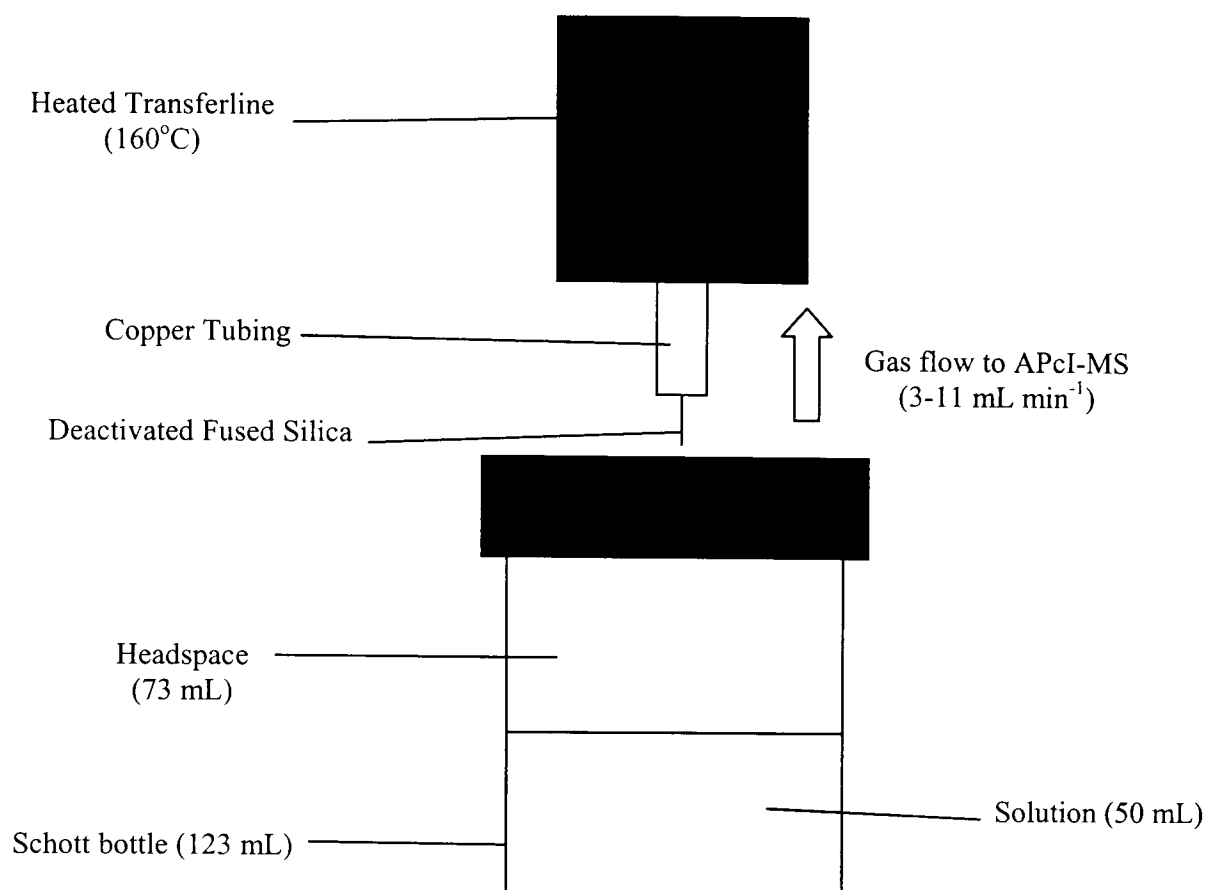 Heated Transferline
(160°C)
Copper Tubing
Gas flow to APcI-MS
(3-11 mL min⁻¹)
Deactivated Fused Silica
Headspace
(73 mL)
Solution (50 mL)
Schott bottle (123 mL)